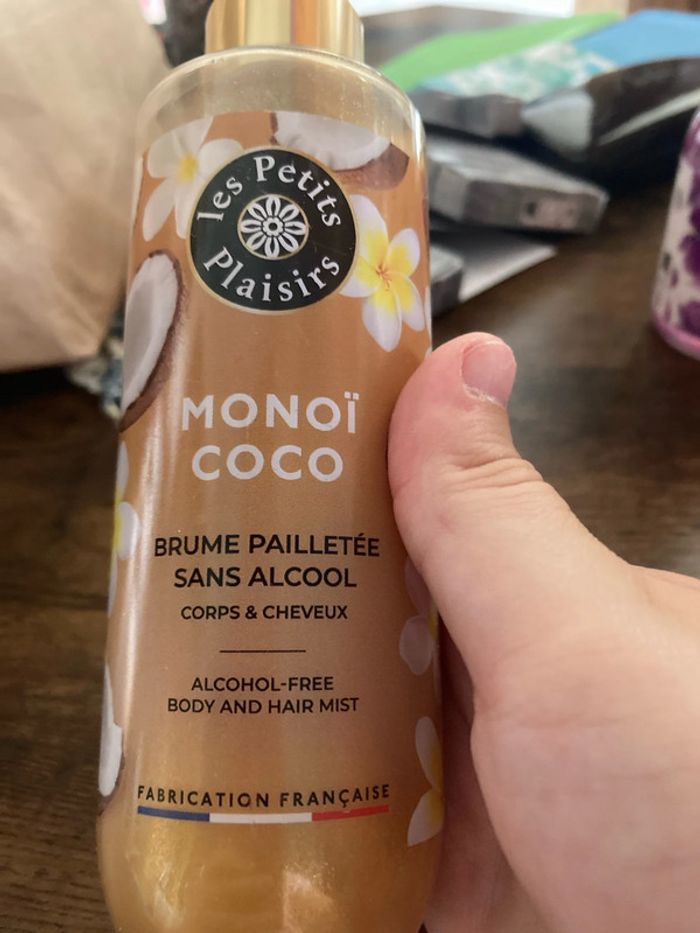 les Petits
Plaisirs
MONOÏ
COCO
BRUME PAILLETÉE
SANS ALCOOL
CORPS & CHEVEUX
ALCOHOL-FREE
BODY AND HAIR MIST
FABRICATION FRANÇAISE